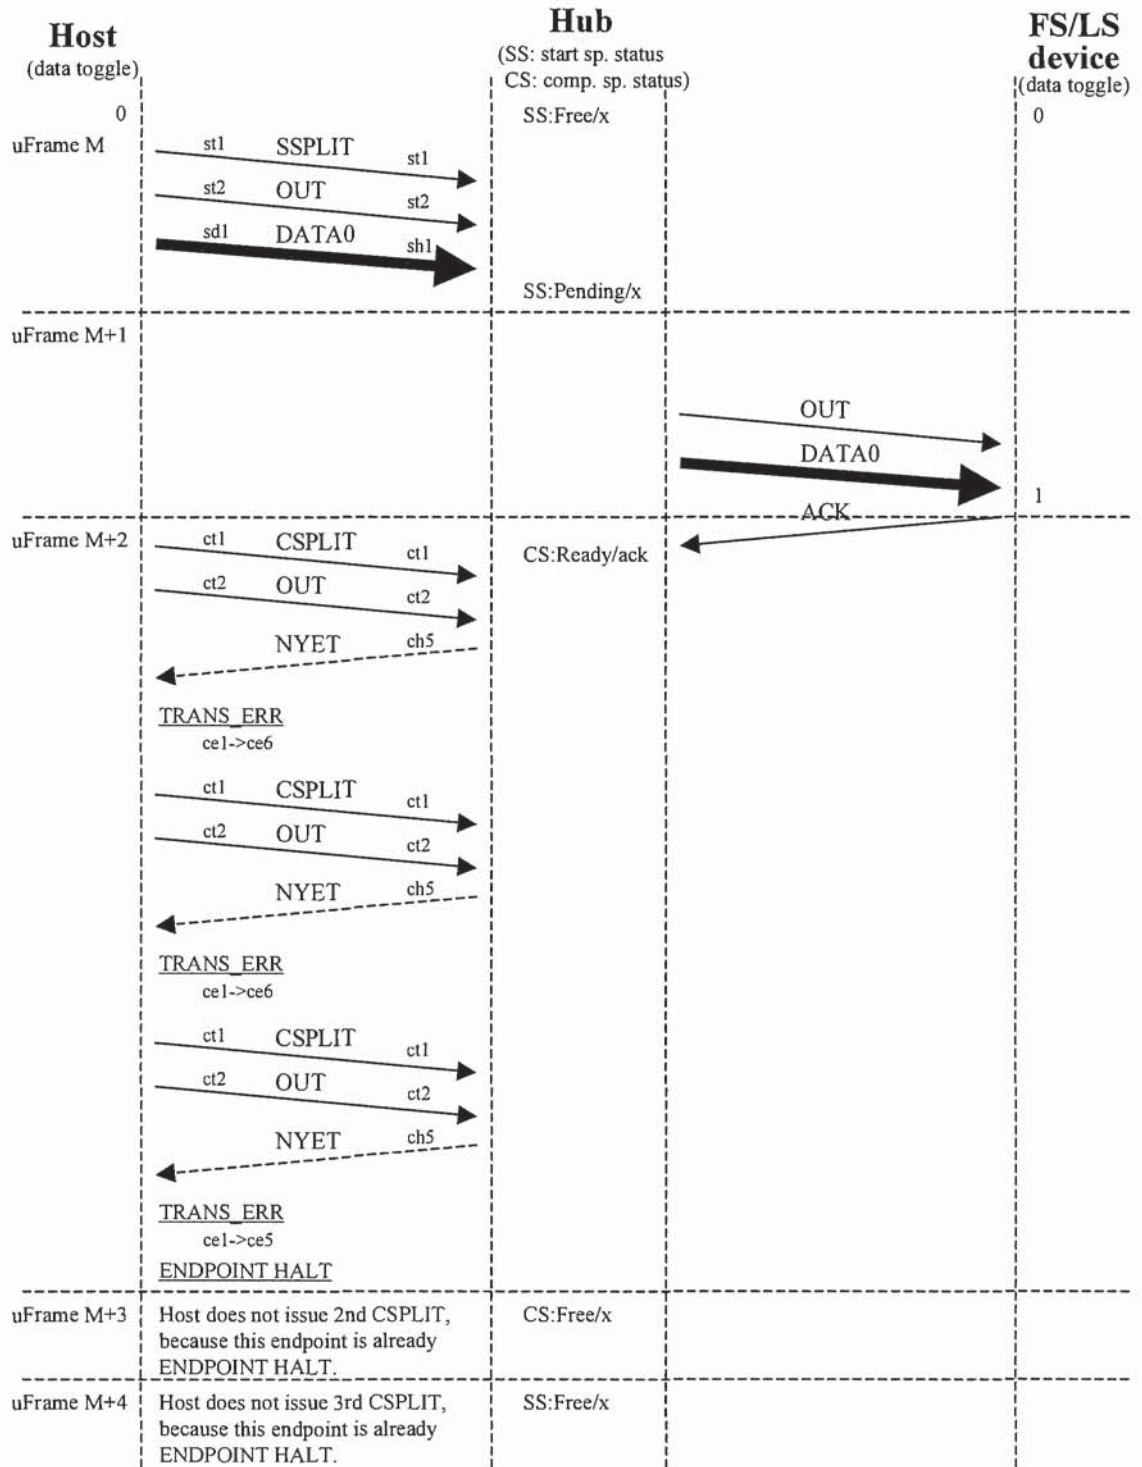 Host
(data toggle)
Hub
(SS: start sp. status
CS: comp. sp. status)
FS/LS
device
(data toggle)
0
SS:Free/x
0
uFrame M
st1 SSPLIT st1
st2 OUT st2
sd1 DATA0 sh1
SS:Pending/x
uFrame M+1
OUT
DATA0
1
ACK
uFrame M+2
ct1 CSPLIT ct1
CS:Ready/ack
ct2 OUT ct2
NYET ch5
TRANS_ERR
ce1->ce6
ct1 CSPLIT ct1
ct2 OUT ct2
NYET ch5
TRANS_ERR
ce1->ce6
ct1 CSPLIT ct1
ct2 OUT ct2
NYET ch5
TRANS_ERR
ce1->ce5
ENDPOINT HALT
uFrame M+3
Host does not issue 2nd CSPLIT,
because this endpoint is already
ENDPOINT HALT.
CS:Free/x
uFrame M+4
Host does not issue 3rd CSPLIT,
because this endpoint is already
ENDPOINT HALT.
SS:Free/x